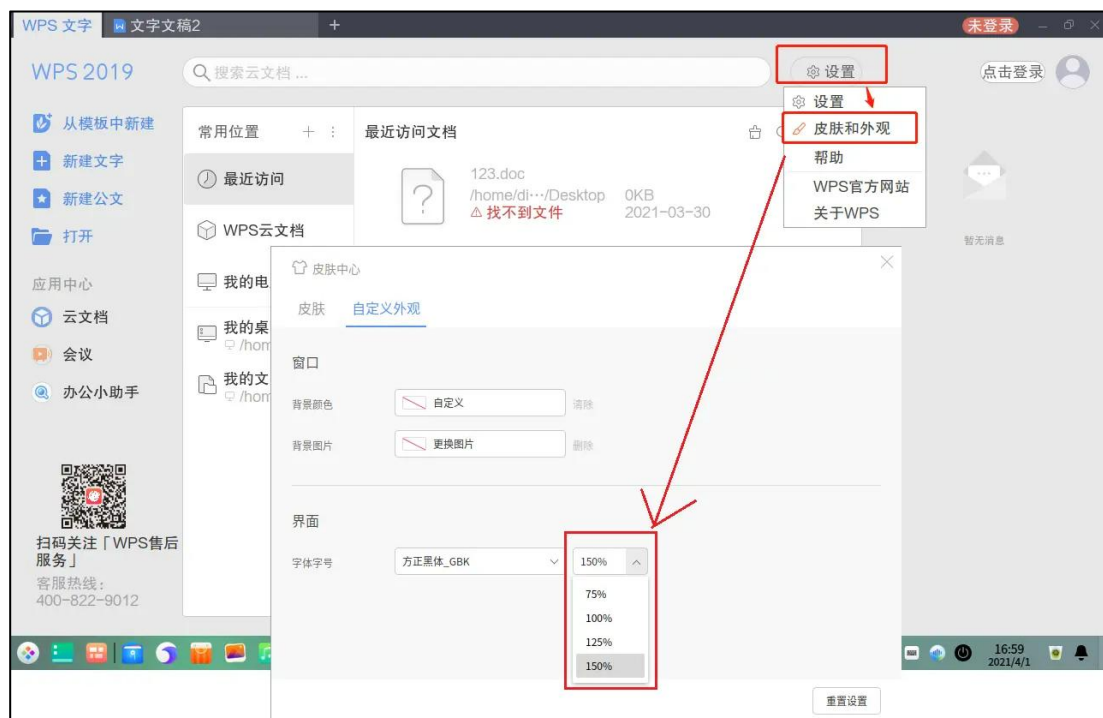 WPS 文字
文字文稿2
+
未登录
WPS 2019
搜索云文档 ...
设置
点击登录
设置
皮肤和外观
帮助
WPS官方网站
关于WPS
从模板中新建
新建文字
新建公文
打开
应用中心
云文档
会议
办公小助手
常用位置
最近访问
WPS云文档
我的电
我的桌
/hom
我的文
/hom
最近访问文档
123.doc
/home/di···/Desktop 0KB
找不到文件 2021-03-30
暂无消息
扫码关注「WPS售后
服务」
客服热线:
400-822-9012
皮肤中心
皮肤 自定义外观
窗口
背景颜色 自定义 清除
背景图片 更换图片 删除
界面
字体字号 方正黑体_GBK 150%
75%
100%
125%
150%
重置设置
16:59
2021/4/1